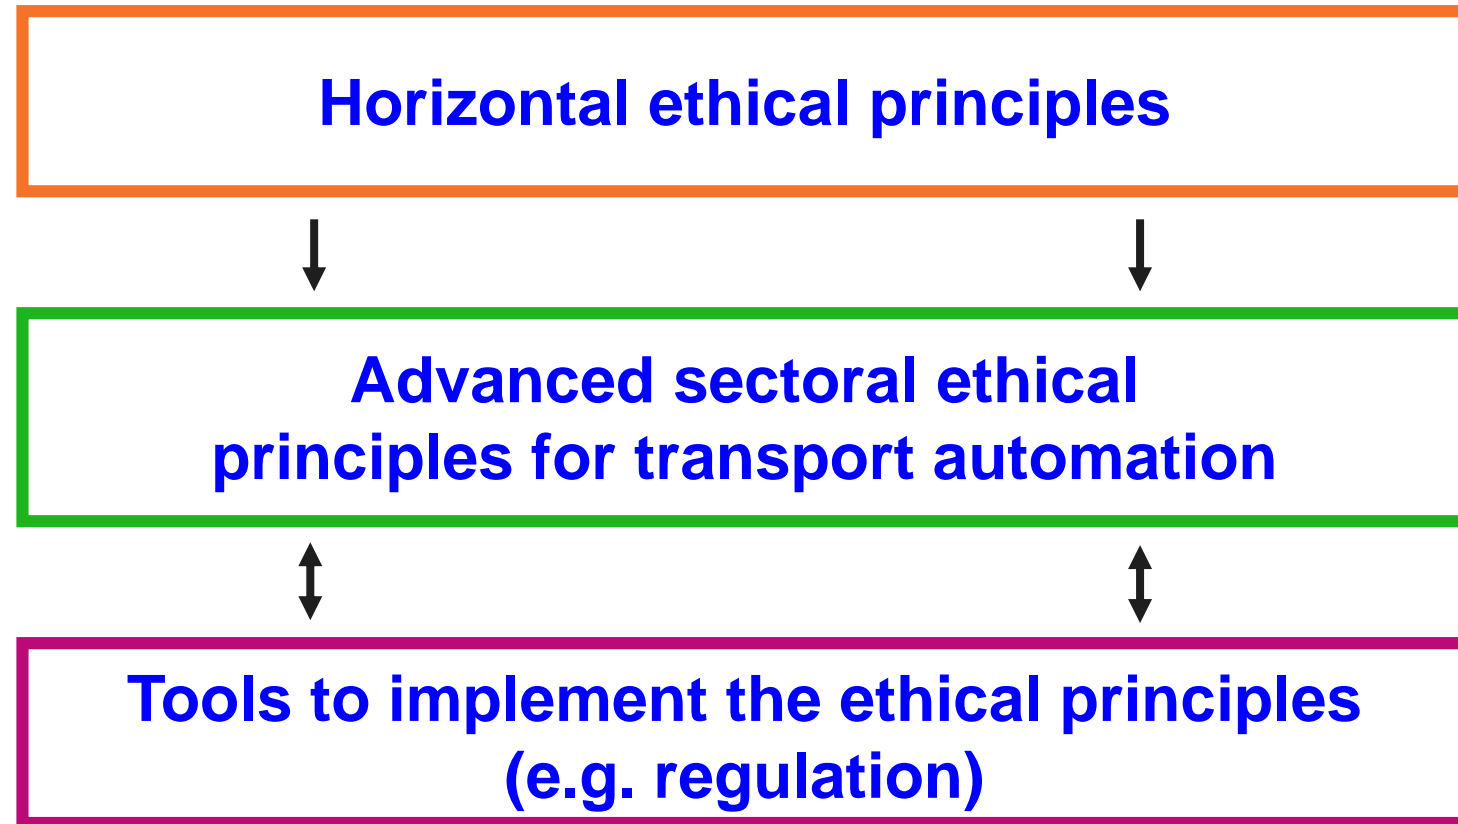 Horizontal ethical principles
Advanced sectoral ethical
principles for transport automation
Tools to implement the ethical principles
(e.g. regulation)